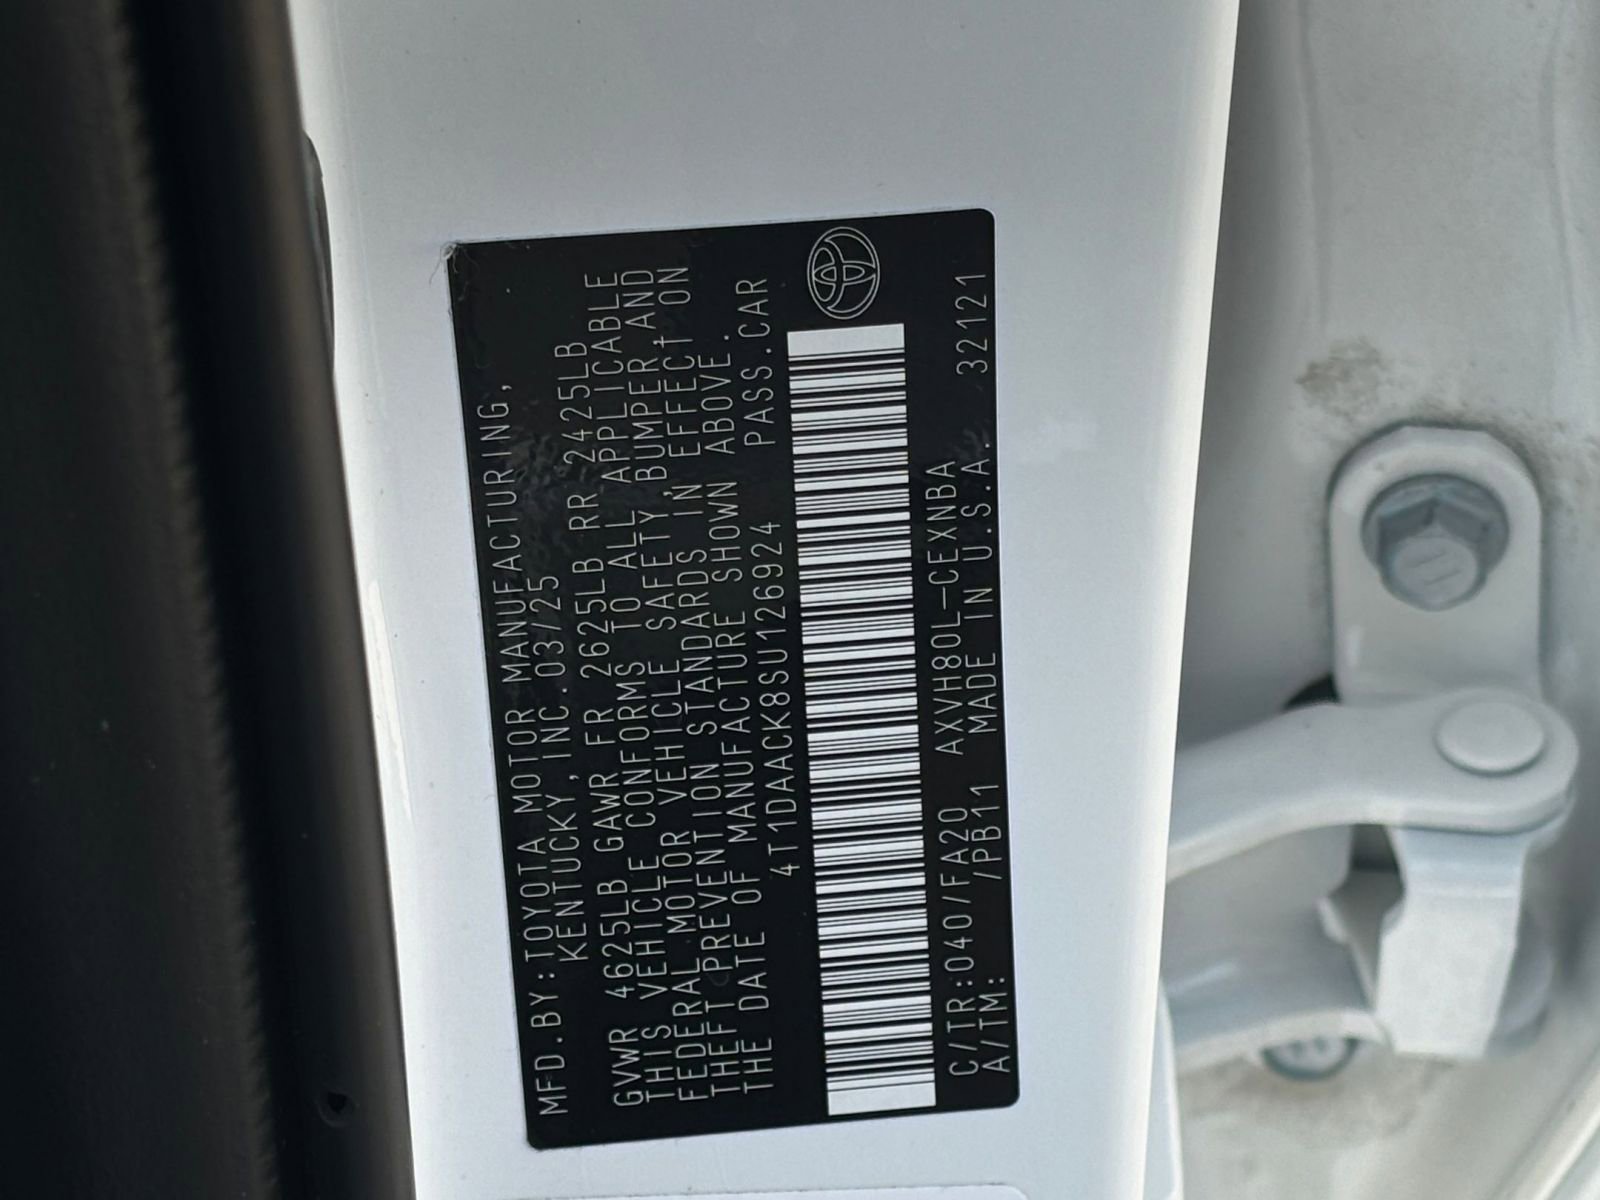 MFD.BY:TOYOTA MOTOR MANUFACTURING,
KENTUCKY,INC.03/25
GVWR 4625LB GAWR FR 2625LB RR 2425LB
THIS VEHICLE CONFORMS TO ALL APPLICABLE
FEDERAL MOTOR VEHICLE SAFETY,BUMPER,AND
THEFT PREVENTION STANDARDS IN EFFECT ON
THE DATE OF MANUFACTURE SHOWN ABOVE.
4T1DAACK8SU126924 PASS.CAR
C/TR:040/FA20 AXVH80L-CEXNBA
A/TM: /PB11 MADE IN U.S.A. 32121